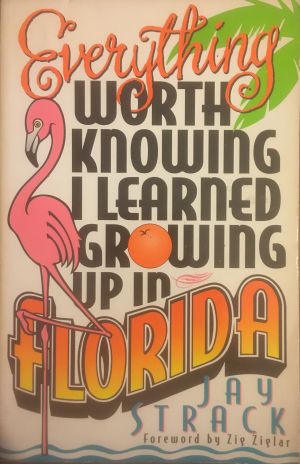 Everything
WORTH
KNOWING
I LEARNED
GROWING
UP IN
FLORIDA
JAY
STRACK
Foreword by Zig Ziglar